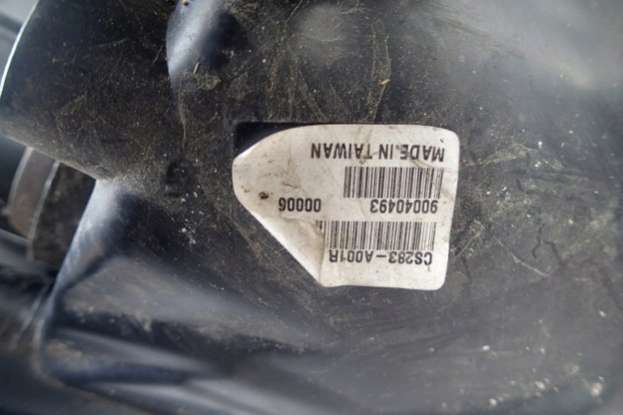 CS283-A001R
90040493 00006
MADE IN TAIWAN